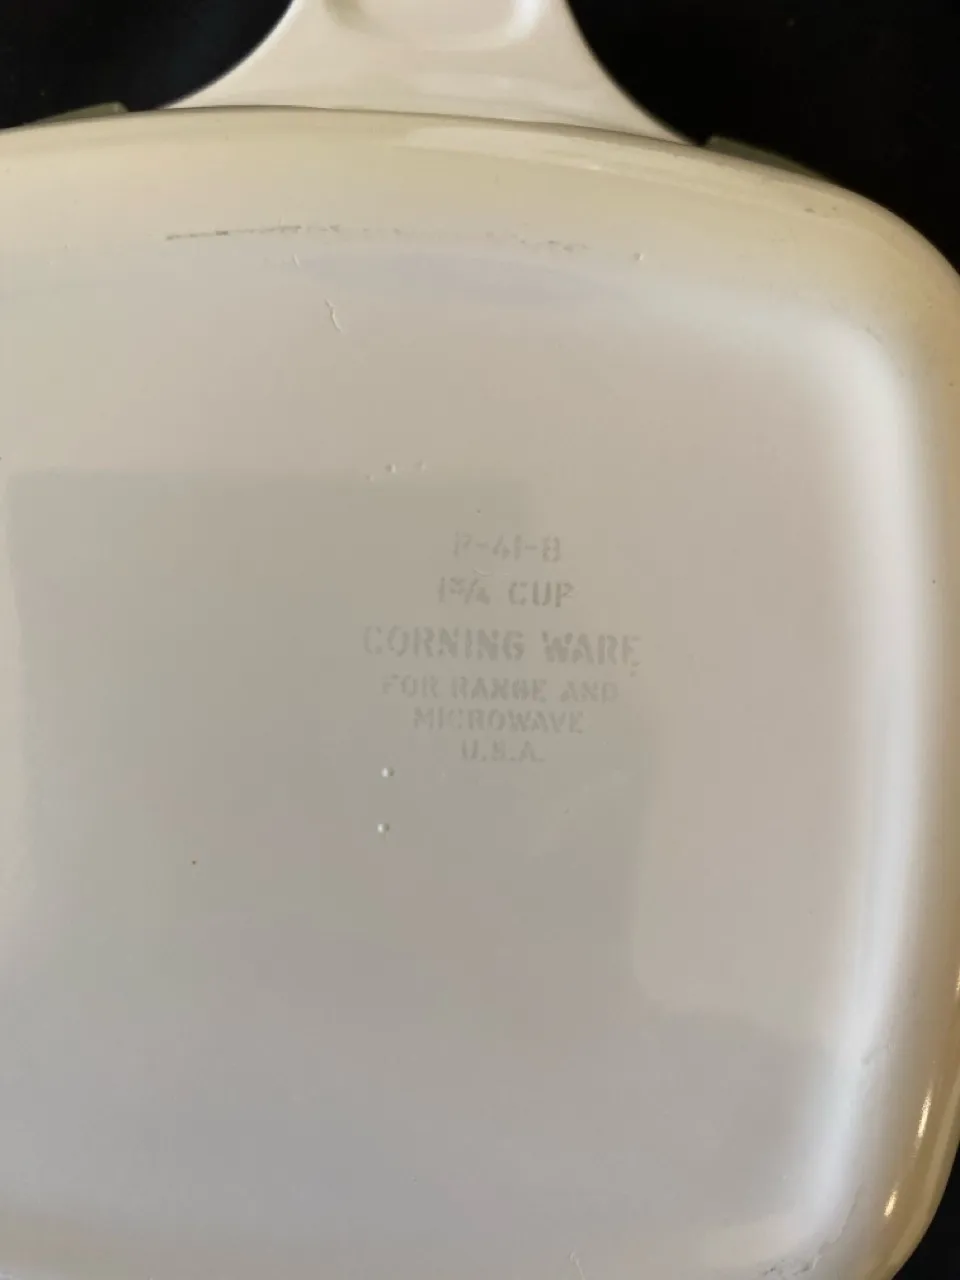 P-41-B
1¾ CUP
CORNING WARE
FOR RANGE AND
MICROWAVE
U.S.A.